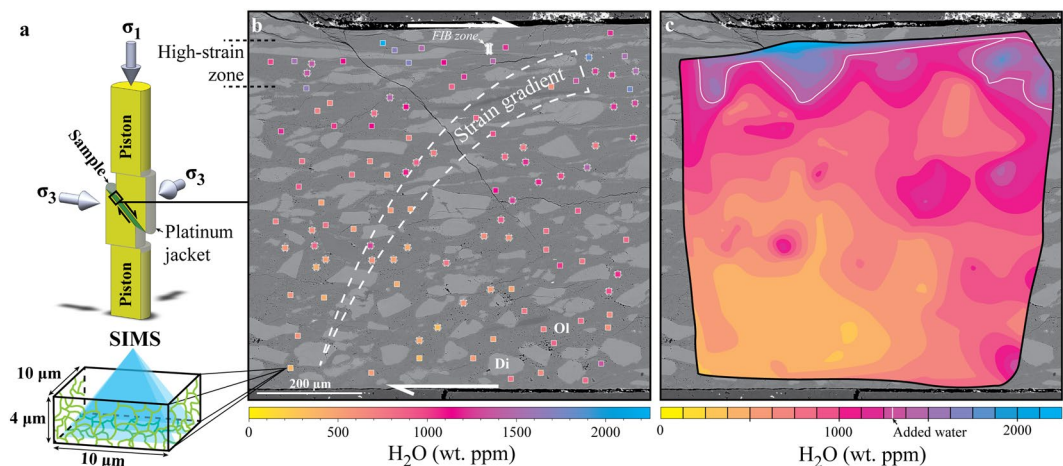 a
σ1
Piston
Sample
σ3
σ3
Platinum
jacket
Piston
SIMS
10 µm
4 µm
10 µm
High-strain
zone
b
FIB zone
Strain gradient
Ol
Di
200 µm
0 500 1000 1500 2000
H2O (wt. ppm)
c
0 1000 2000
Added water
H2O (wt. ppm)